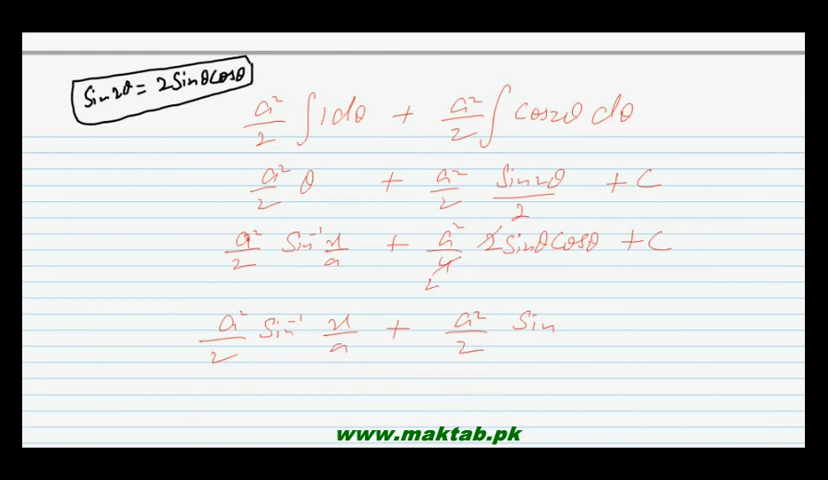 Sin2θ = 2SinθCosθ
a²/2 ∫1dθ + a²/2 ∫Cos2θ dθ
a²/2 θ + a²/2 Sin2θ/2 + C
a²/2 Sin⁻¹ x/a + a²/4 2 2SinθCosθ + C
a²/2 Sin⁻¹ x/a + a²/2 Sin
www.maktab.pk